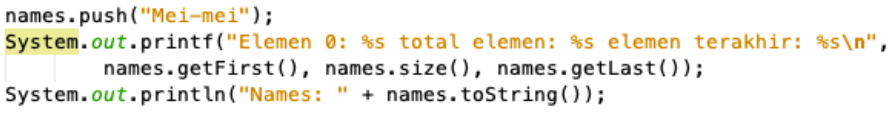 names.push("Mei-mei");
System.out.printf("Elemen 0: %s total elemen: %s elemen terakhir: %s\n",
names.getFirst(), names.size(), names.getLast());
System.out.println("Names: " + names.toString());